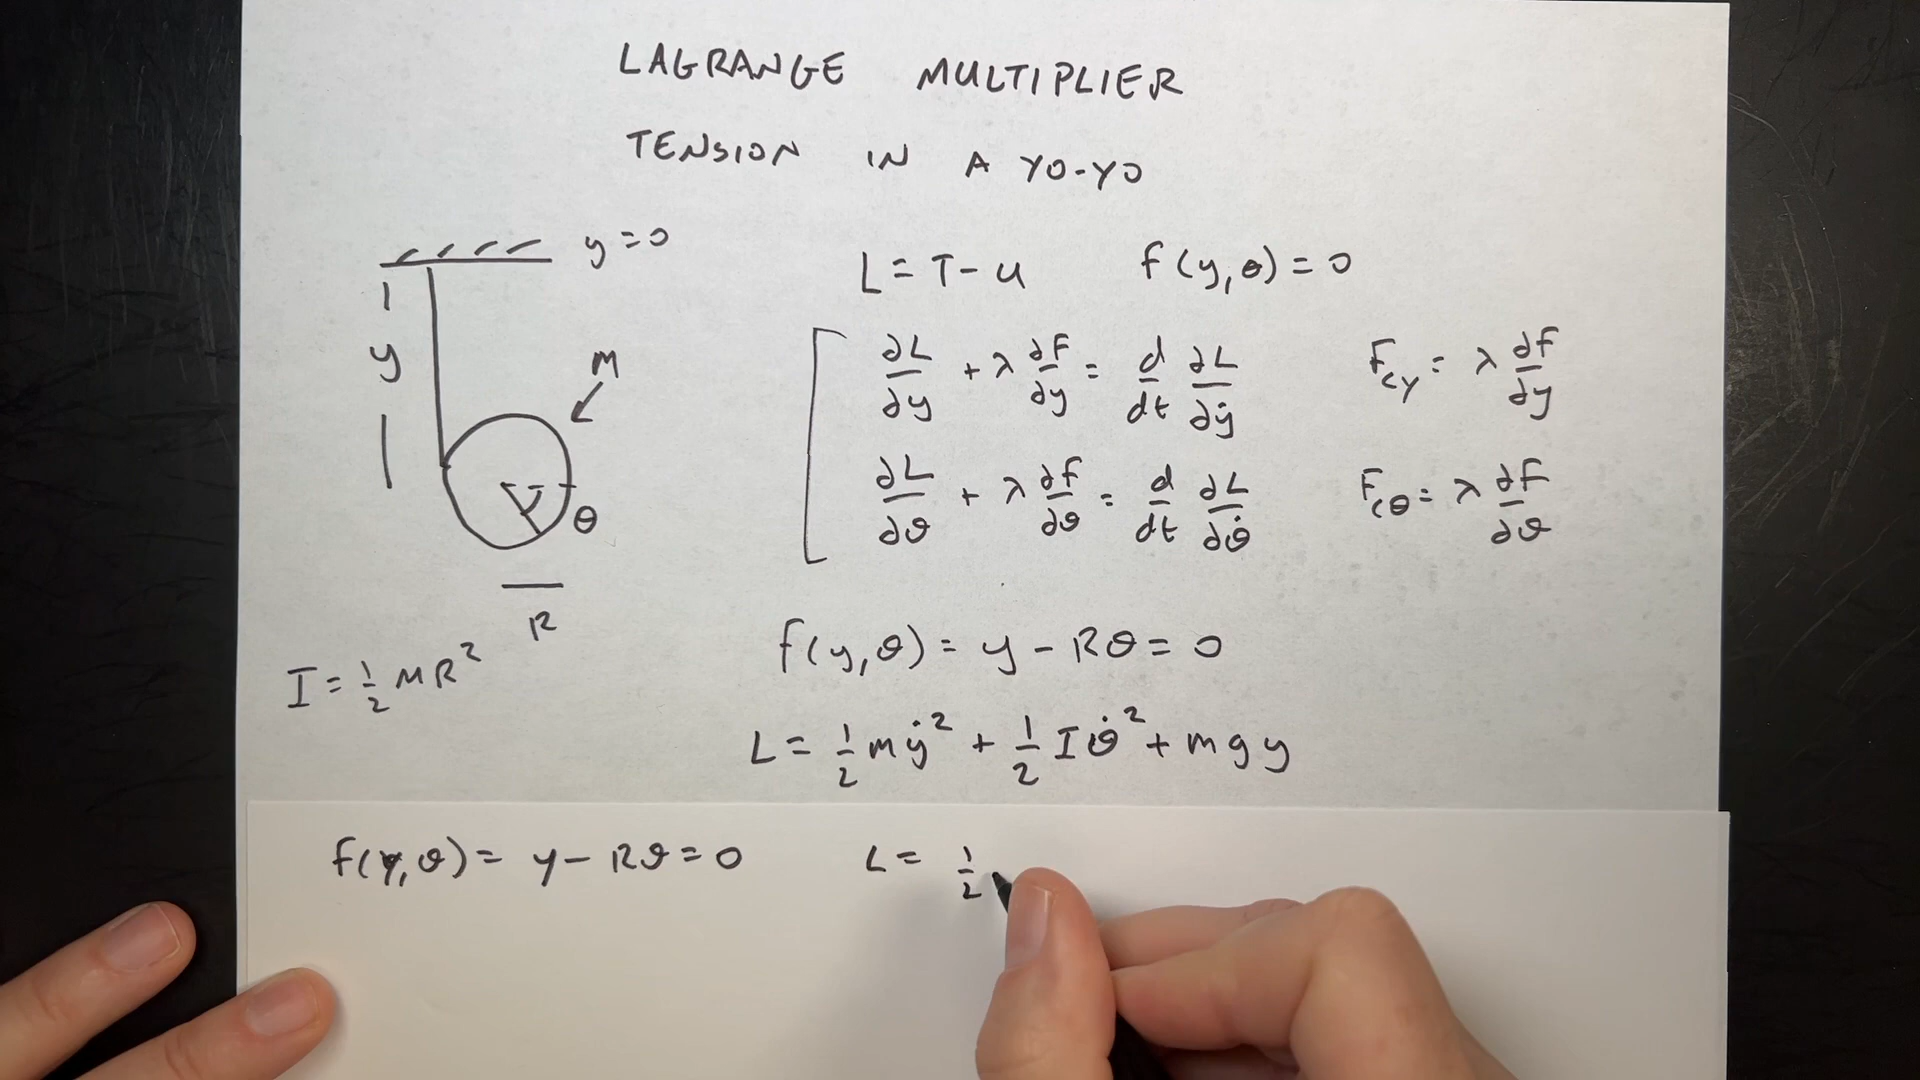 LAGRANGE MULTIPLIER
TENSION IN A YO-YO
y=0
L = T - U f(y,θ) = 0
y
M
∂L/∂y + λ ∂f/∂y = d/dt ∂L/∂ẏ F_cy = λ ∂f/∂y
∂L/∂θ + λ ∂f/∂θ = d/dt ∂L/∂θ̇ F_cθ = λ ∂f/∂θ
θ
R
I = 1/2 MR²
f(y,θ) = y - Rθ = 0
L = 1/2 mẏ² + 1/2 Iθ̇² + mgy
f(y,θ) = y - Rθ = 0 L = 1/2